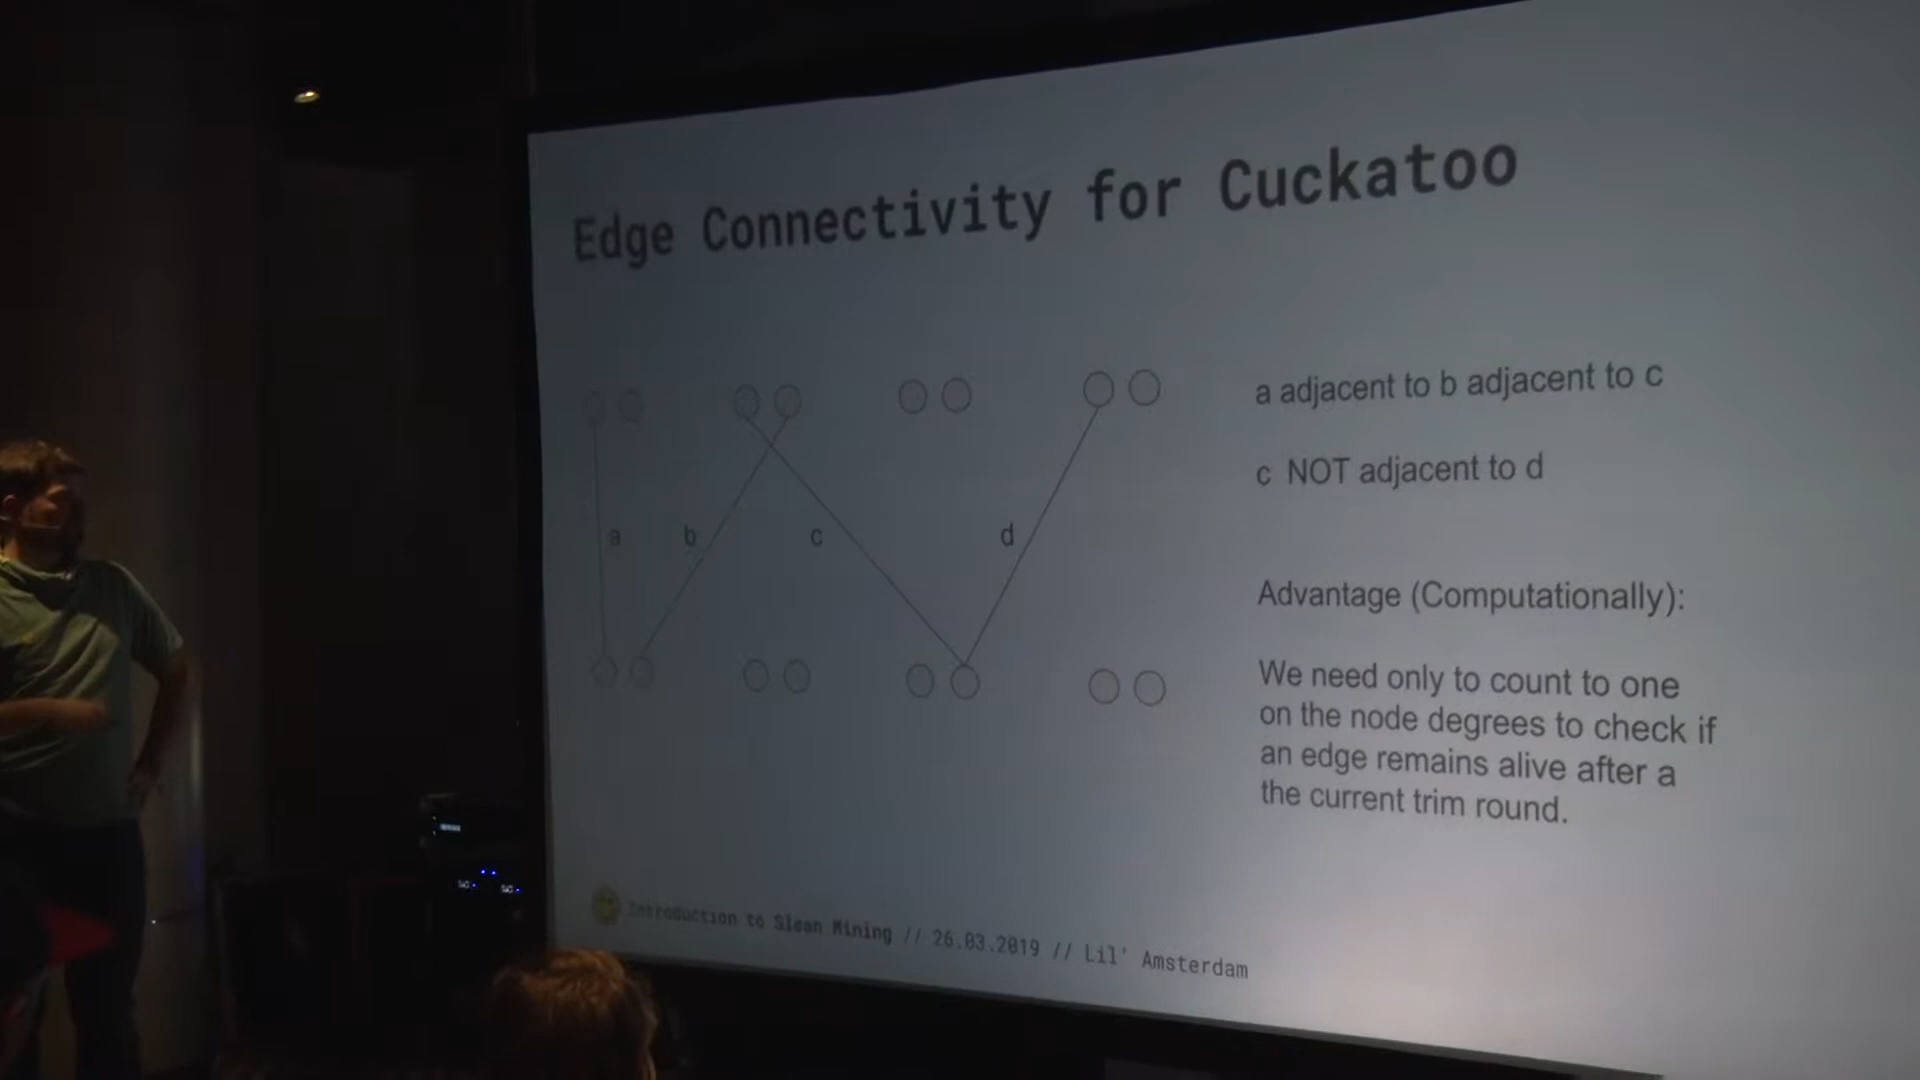 Edge Connectivity for Cuckatoo
a adjacent to b adjacent to c
c NOT adjacent to d
a b c d
Advantage (Computationally):
We need only to count to one
on the node degrees to check if
an edge remains alive after a
the current trim round.
Introduction to Slean Mining // 26.03.2019 // Lil' Amsterdam